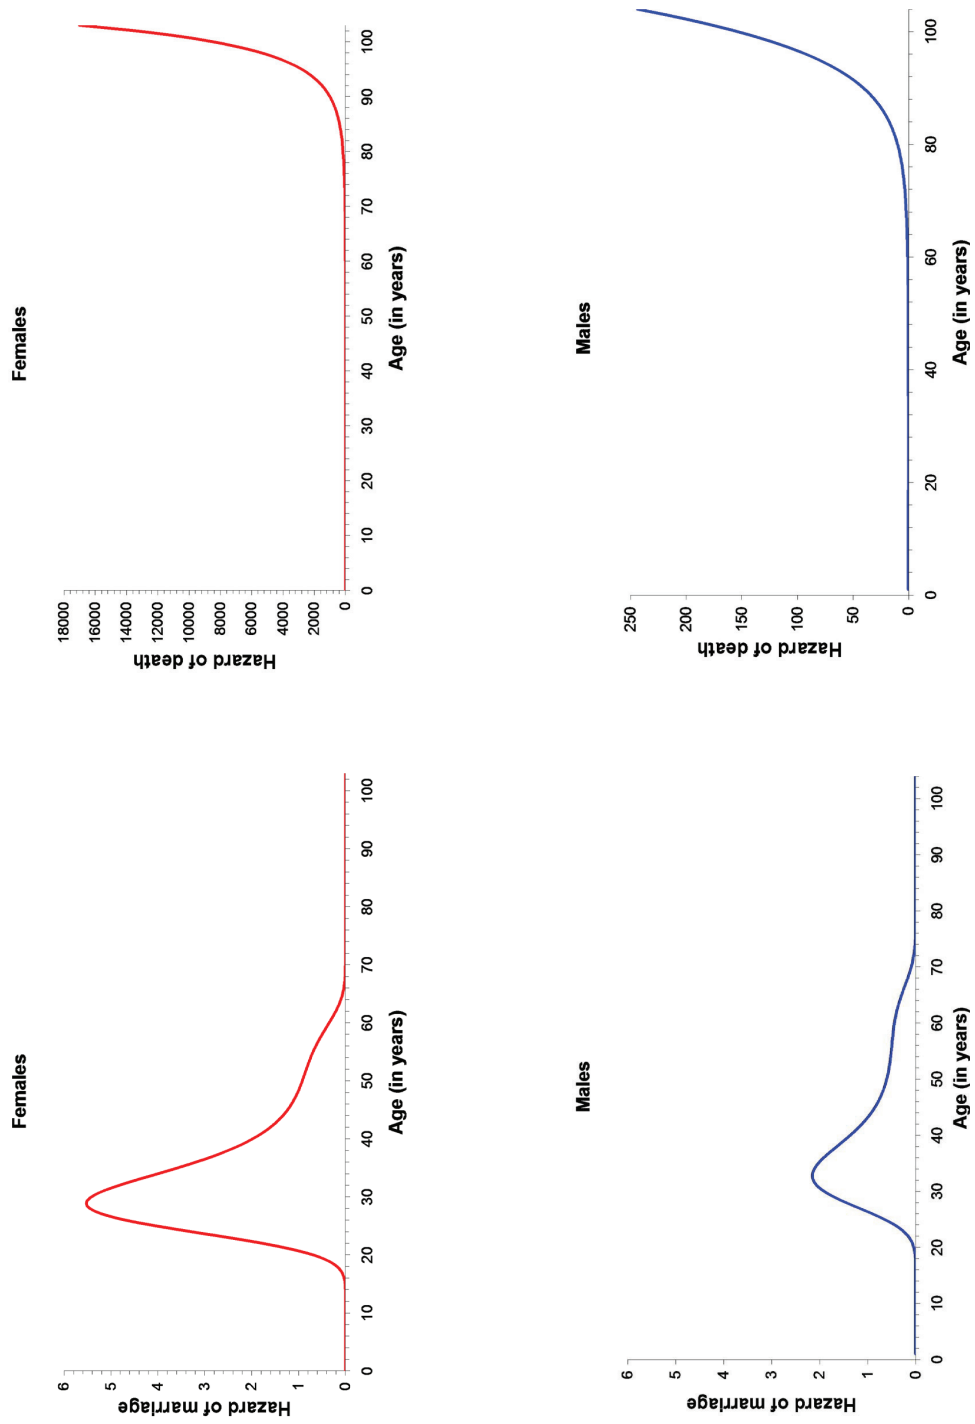 Females
Hazard of marriage
6
5
4
3
2
1
0
0 10 20 30 40 50 60 70 80 90 100
Age (in years)
Females
Hazard of death
18000
16000
14000
12000
10000
8000
6000
4000
2000
0
0 10 20 30 40 50 60 70 80 90 100
Age (in years)
Males
Hazard of marriage
6
5
4
3
2
1
0
0 10 20 30 40 50 60 70 80 90 100
Age (in years)
Males
Hazard of death
250
200
150
100
50
0
0 20 40 60 80 100
Age (in years)